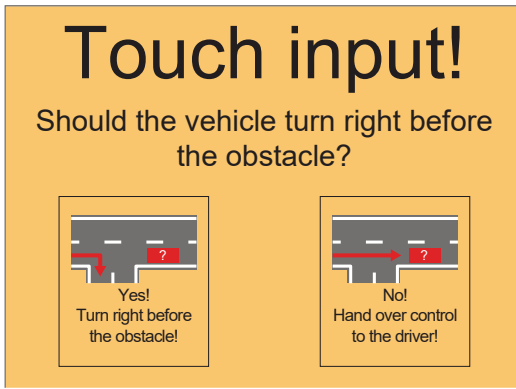 Touch input!
Should the vehicle turn right before
the obstacle?
?
Yes!
Turn right before
the obstacle!
?
No!
Hand over control
to the driver!